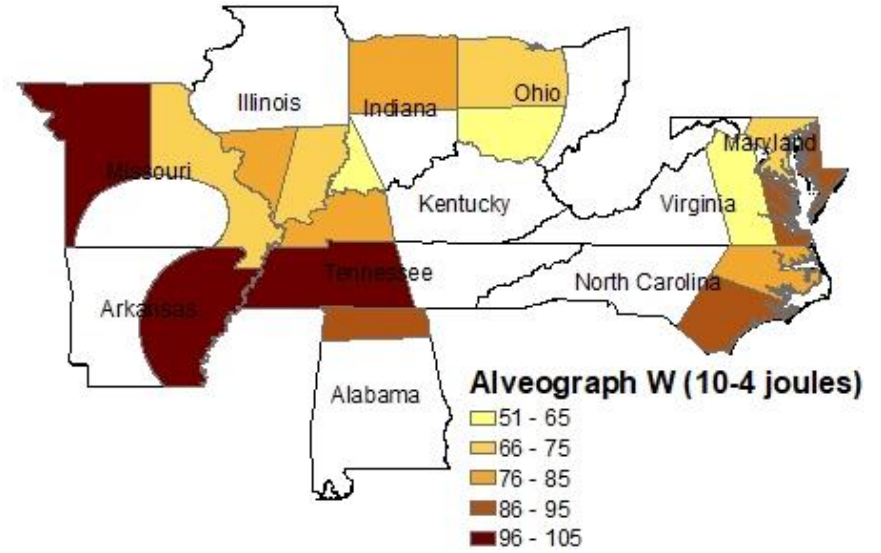 Illinois
Indiana
Ohio
Maryland
Missouri
Kentucky
Virginia
Tennessee
North Carolina
Arkansas
Alabama
Alveograph W (10-4 joules)
51 - 65
66 - 75
76 - 85
86 - 95
96 - 105